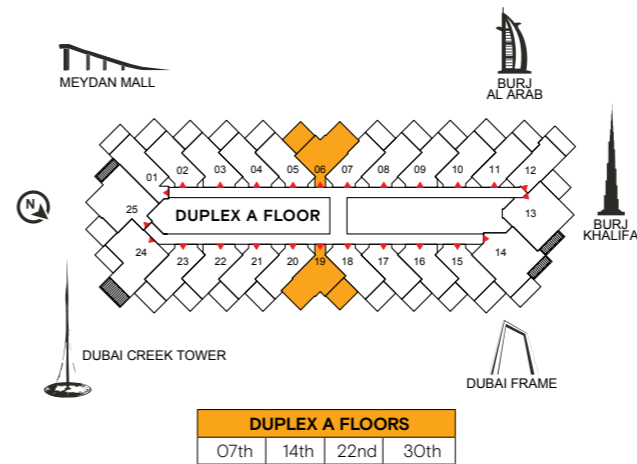 MEYDAN MALL
BURJ
AL ARAB
BURJ
KHALIFA
N
01 02 03 04 05 06 07 08 09 10 11 12
25
DUPLEX A FLOOR
13
24 23 22 21 20 19 18 17 16 15 14
DUBAI CREEK TOWER
DUBAI FRAME
DUPLEX A FLOORS
07th 14th 22nd 30th